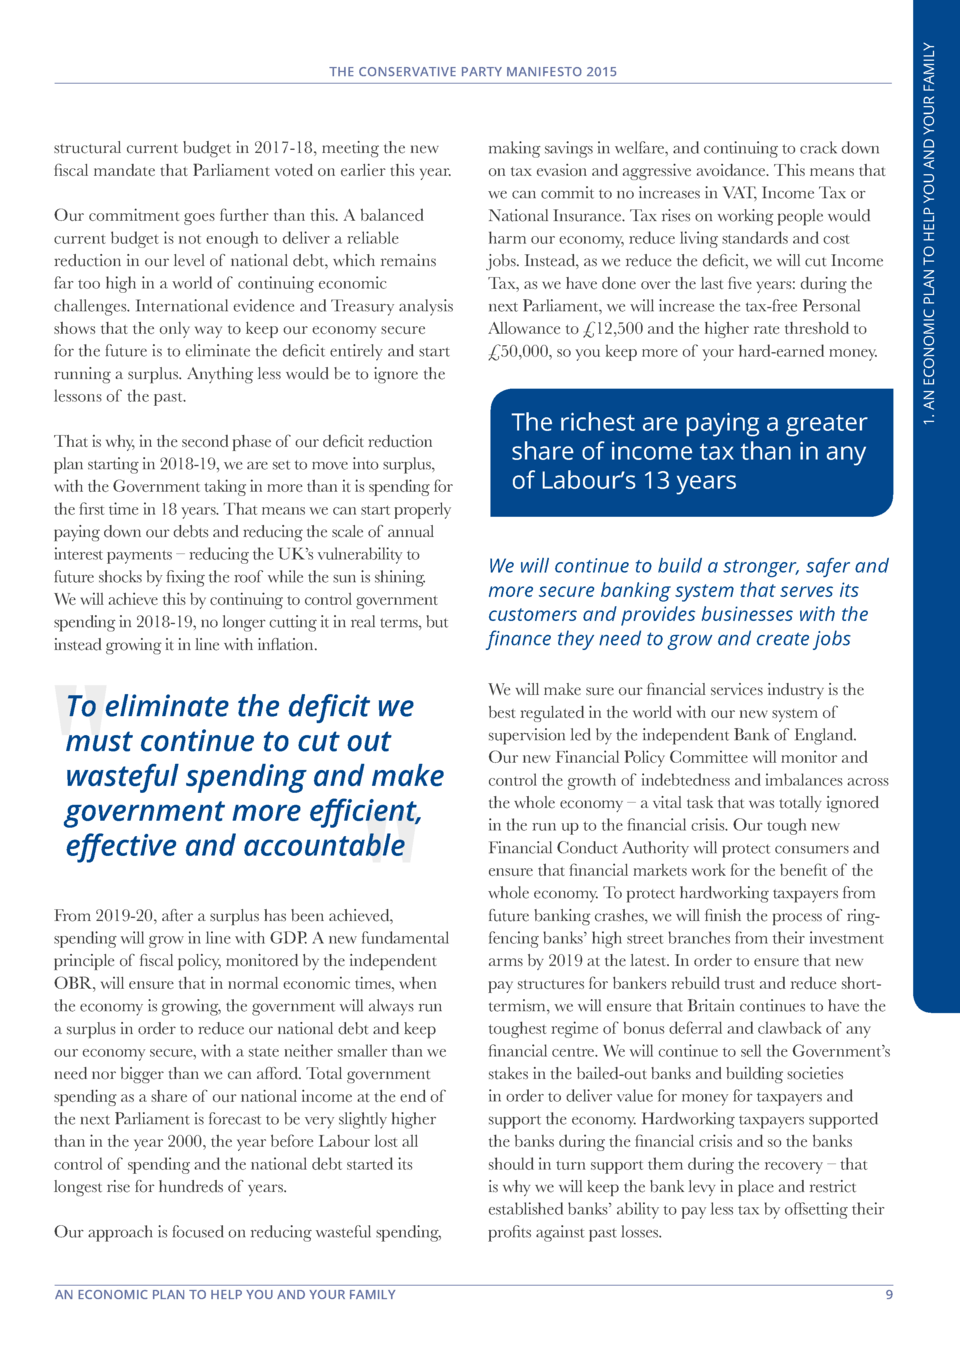 THE CONSERVATIVE PARTY MANIFESTO 2015
structural current budget in 2017-18, meeting the new
fiscal mandate that Parliament voted on earlier this year.
Our commitment goes further than this. A balanced
current budget is not enough to deliver a reliable
reduction in our level of national debt, which remains
far too high in a world of continuing economic
challenges. International evidence and Treasury analysis
shows that the only way to keep our economy secure
for the future is to eliminate the deficit entirely and start
running a surplus. Anything less would be to ignore the
lessons of the past.
That is why, in the second phase of our deficit reduction
plan starting in 2018-19, we are set to move into surplus,
with the Government taking in more than it is spending for
the first time in 18 years. That means we can start properly
paying down our debts and reducing the scale of annual
interest payments – reducing the UK's vulnerability to
future shocks by fixing the roof while the sun is shining.
We will achieve this by continuing to control government
spending in 2018-19, no longer cutting it in real terms, but
instead growing it in line with inflation.
"To eliminate the deficit we
must continue to cut out
wasteful spending and make
government more efficient,
effective and accountable"
From 2019-20, after a surplus has been achieved,
spending will grow in line with GDP. A new fundamental
principle of fiscal policy, monitored by the independent
OBR, will ensure that in normal economic times, when
the economy is growing, the government will always run
a surplus in order to reduce our national debt and keep
our economy secure, with a state neither smaller than we
need nor bigger than we can afford. Total government
spending as a share of our national income at the end of
the next Parliament is forecast to be very slightly higher
than in the year 2000, the year before Labour lost all
control of spending and the national debt started its
longest rise for hundreds of years.
Our approach is focused on reducing wasteful spending,
making savings in welfare, and continuing to crack down
on tax evasion and aggressive avoidance. This means that
we can commit to no increases in VAT, Income Tax or
National Insurance. Tax rises on working people would
harm our economy, reduce living standards and cost
jobs. Instead, as we reduce the deficit, we will cut Income
Tax, as we have done over the last five years: during the
next Parliament, we will increase the tax-free Personal
Allowance to £12,500 and the higher rate threshold to
£50,000, so you keep more of your hard-earned money.
The richest are paying a greater
share of income tax than in any
of Labour's 13 years
We will continue to build a stronger, safer and
more secure banking system that serves its
customers and provides businesses with the
finance they need to grow and create jobs
We will make sure our financial services industry is the
best regulated in the world with our new system of
supervision led by the independent Bank of England.
Our new Financial Policy Committee will monitor and
control the growth of indebtedness and imbalances across
the whole economy – a vital task that was totally ignored
in the run up to the financial crisis. Our tough new
Financial Conduct Authority will protect consumers and
ensure that financial markets work for the benefit of the
whole economy. To protect hardworking taxpayers from
future banking crashes, we will finish the process of ring-
fencing banks' high street branches from their investment
arms by 2019 at the latest. In order to ensure that new
pay structures for bankers rebuild trust and reduce short-
termism, we will ensure that Britain continues to have the
toughest regime of bonus deferral and clawback of any
financial centre. We will continue to sell the Government's
stakes in the bailed-out banks and building societies
in order to deliver value for money for taxpayers and
support the economy. Hardworking taxpayers supported
the banks during the financial crisis and so the banks
should in turn support them during the recovery – that
is why we will keep the bank levy in place and restrict
established banks' ability to pay less tax by offsetting their
profits against past losses.
1. AN ECONOMIC PLAN TO HELP YOU AND YOUR FAMILY
AN ECONOMIC PLAN TO HELP YOU AND YOUR FAMILY
9